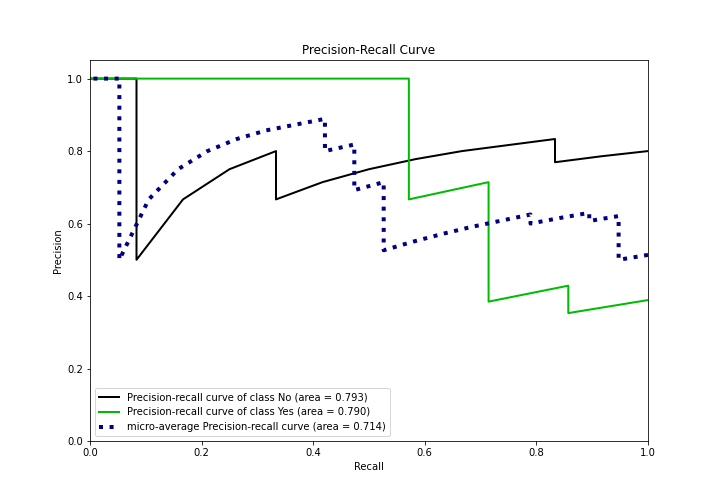 Precision-Recall Curve
1.0
0.8
0.6
0.4
0.2
0.0
Precision
Precision-recall curve of class No (area = 0.793)
Precision-recall curve of class Yes (area = 0.790)
micro-average Precision-recall curve (area = 0.714)
0.0 0.2 0.4 0.6 0.8 1.0
Recall